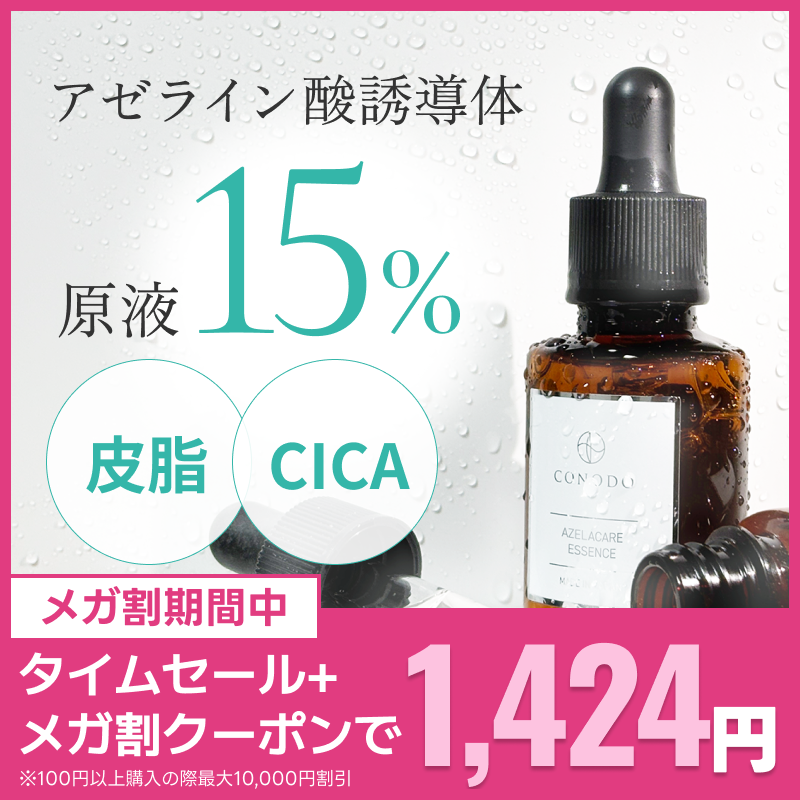 アゼライン酸誘導体
原液15%
皮脂
CICA
CONODO
AZELACARE
ESSENCE
メガ割期間中
タイムセール+
メガ割クーポンで
1,424円
※100円以上購入の際最大10,000円割引